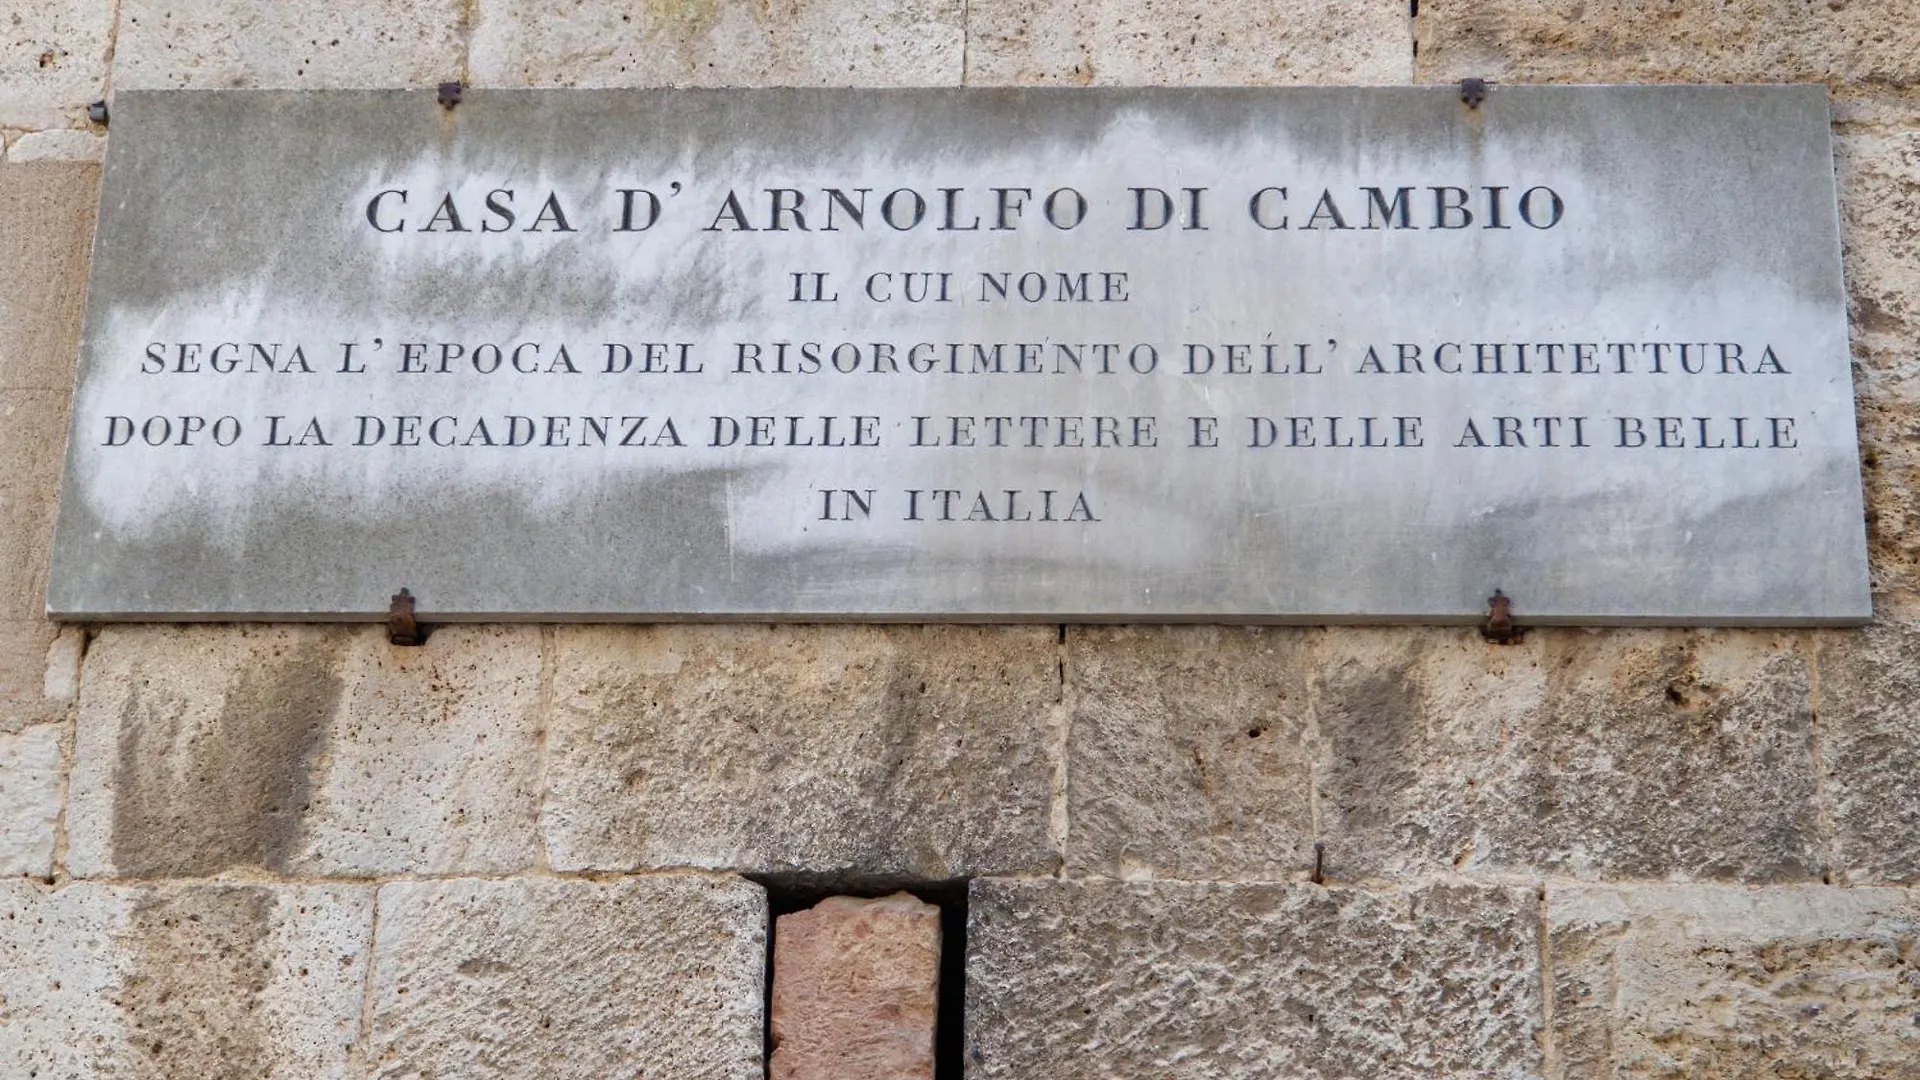 CASA D' ARNOLFO DI CAMBIO
IL CUI NOME
SEGNA L' EPOCA DEL RISORGIMENTO DELL' ARCHITETTURA
DOPO LA DECADENZA DELLE LETTERE E DELLE ARTI BELLE
IN ITALIA